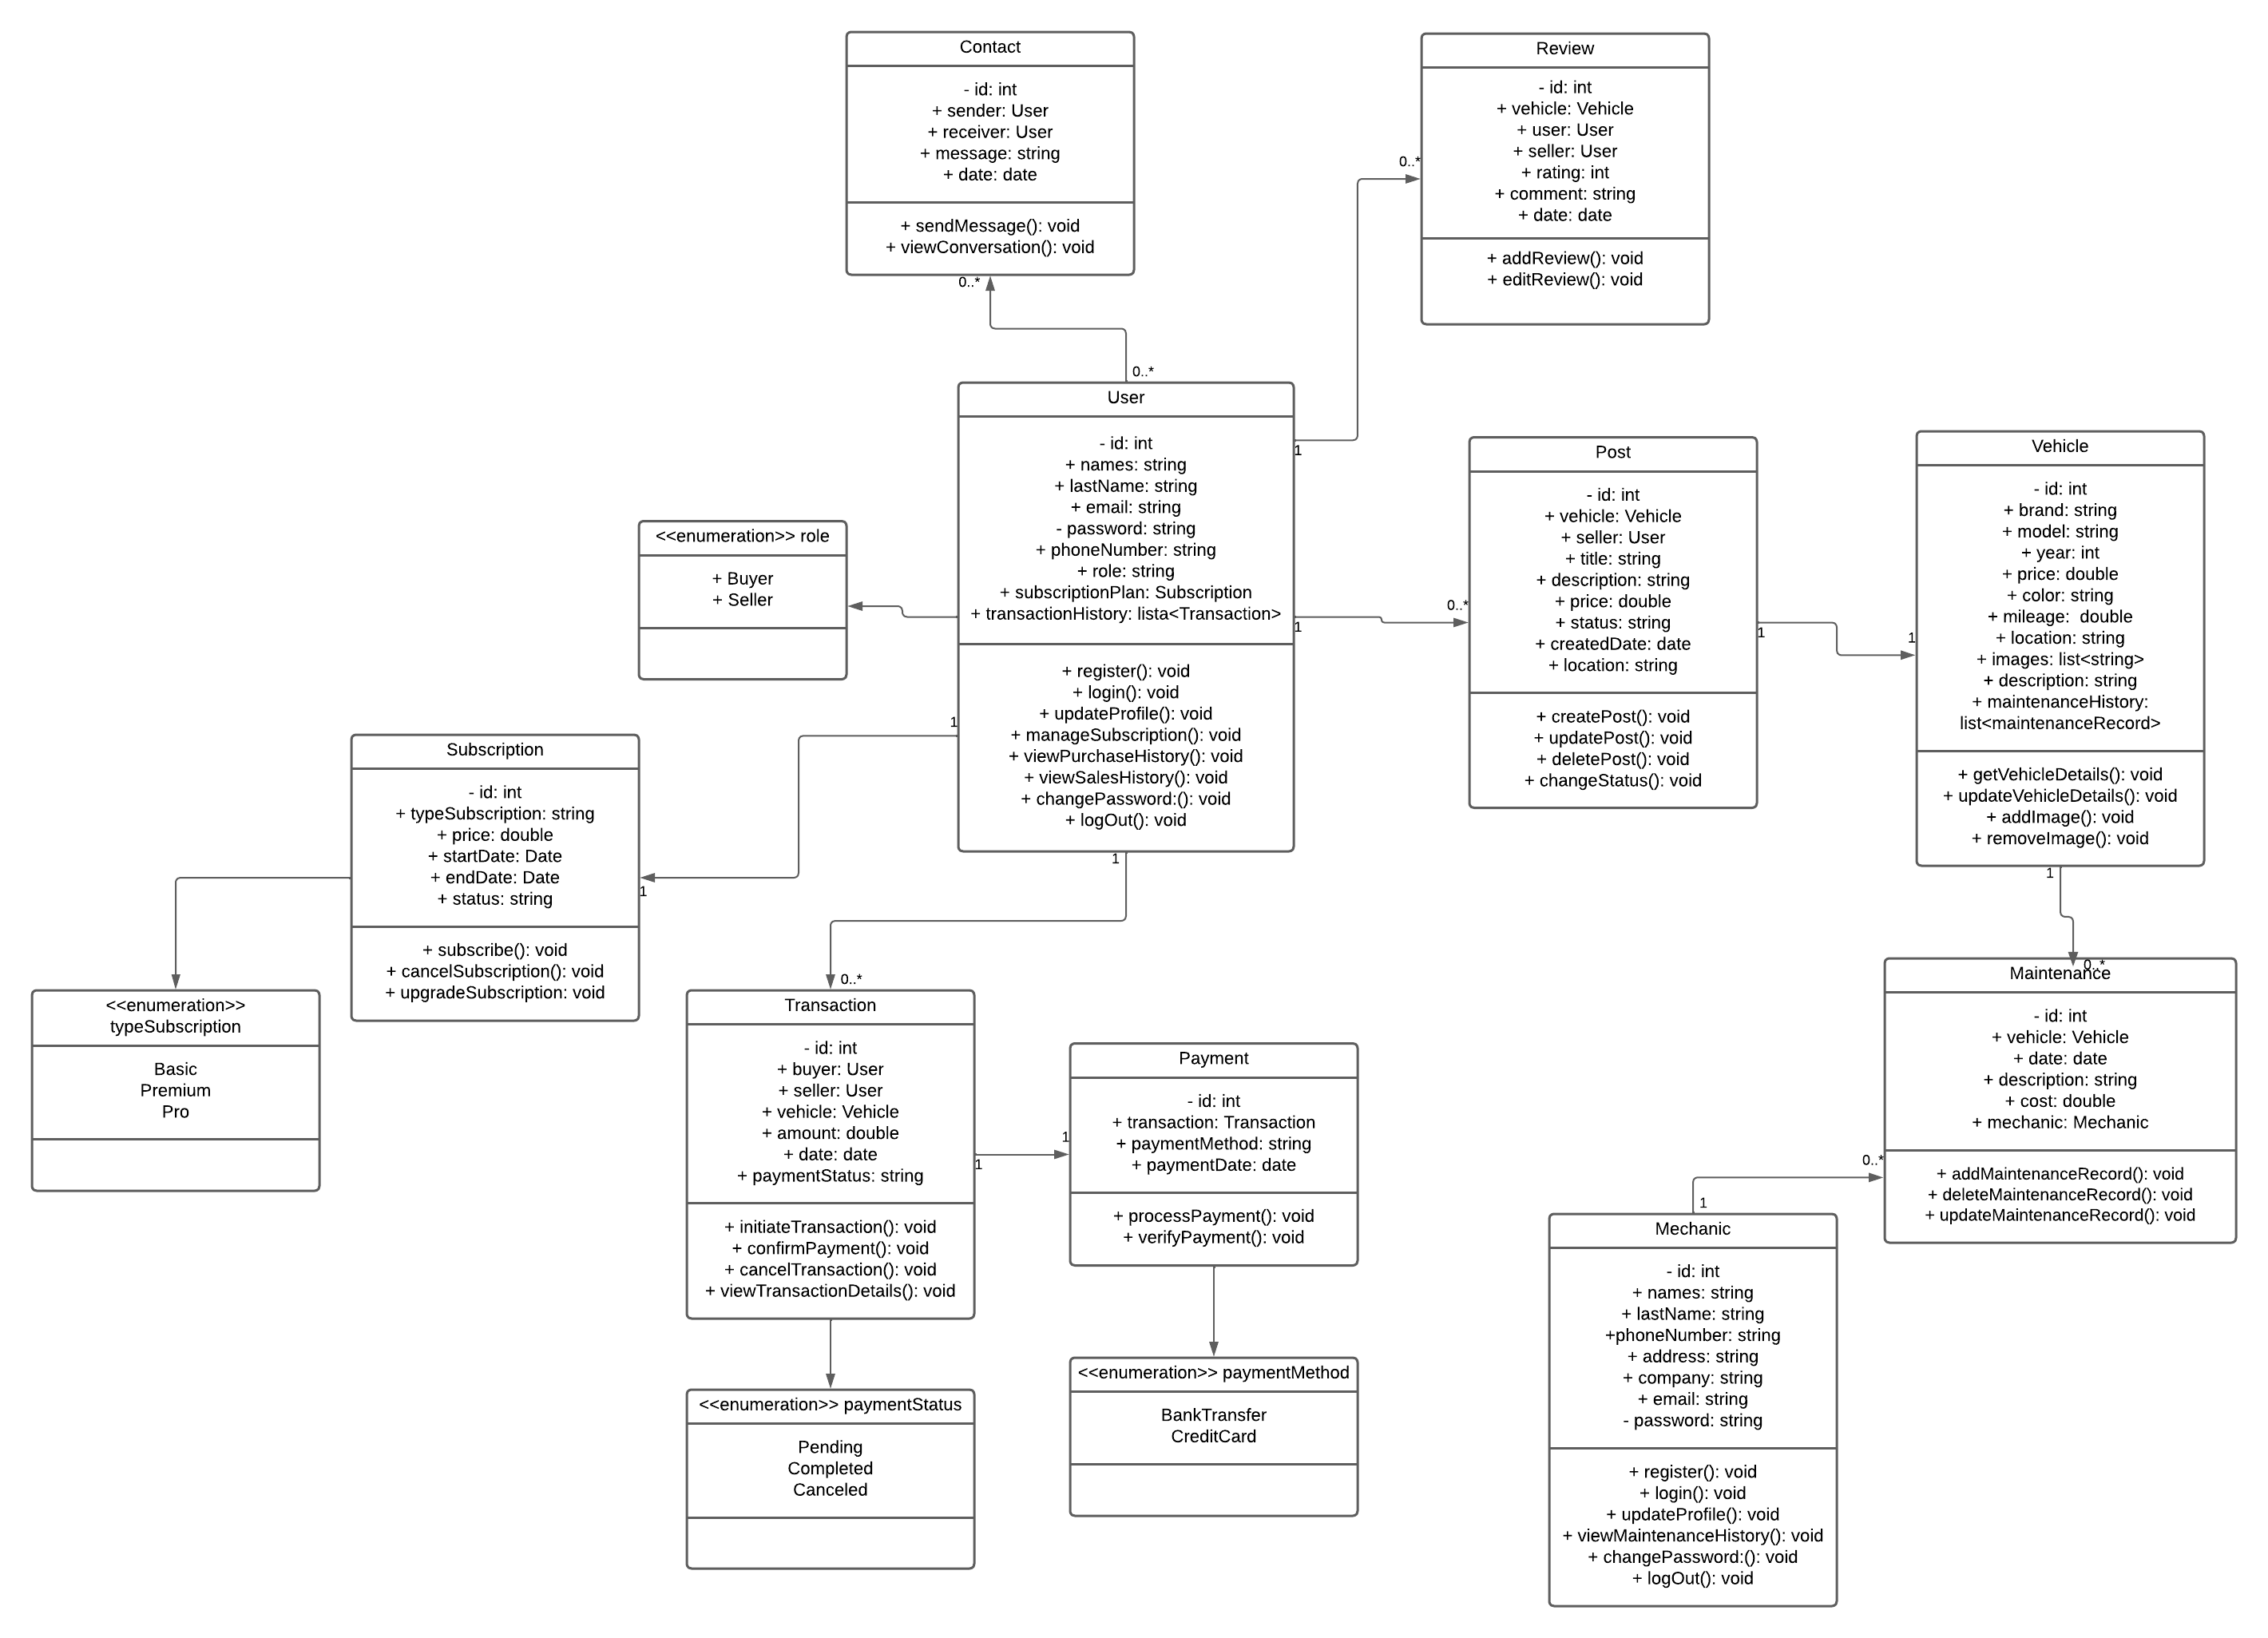 Contact
- id: int
+ sender: User
+ receiver: User
+ message: string
+ date: date
+ sendMessage(): void
+ viewConversation(): void
0..*
0..*
Review
- id: int
+ vehicle: Vehicle
+ user: User
+ seller: User
+ rating: int
+ comment: string
+ date: date
+ addReview(): void
+ editReview(): void
0..*
1
User
- id: int
+ names: string
+ lastName: string
+ email: string
- password: string
+ phoneNumber: string
+ role: string
+ subscriptionPlan: Subscription
+ transactionHistory: lista<Transaction>
+ register(): void
+ login(): void
+ updateProfile(): void
+ manageSubscription(): void
+ viewPurchaseHistory(): void
+ viewSalesHistory(): void
+ changePassword:(): void
+ logOut(): void
<<enumeration>> role
+ Buyer
+ Seller
1
0..*
Post
- id: int
+ vehicle: Vehicle
+ seller: User
+ title: string
+ description: string
+ price: double
+ status: string
+ createdDate: date
+ location: string
+ createPost(): void
+ updatePost(): void
+ deletePost(): void
+ changeStatus(): void
1
1
Vehicle
- id: int
+ brand: string
+ model: string
+ year: int
+ price: double
+ color: string
+ mileage:  double
+ location: string
+ images: list<string>
+ description: string
+ maintenanceHistory:
list<maintenanceRecord>
+ getVehicleDetails(): void
+ updateVehicleDetails(): void
+ addImage(): void
+ removeImage(): void
1
0..*
1
1
Subscription
- id: int
+ typeSubscription: string
+ price: double
+ startDate: Date
+ endDate: Date
+ status: string
+ subscribe(): void
+ cancelSubscription(): void
+ upgradeSubscription: void
<<enumeration>>
typeSubscription
Basic
Premium
Pro
1
0..*
Transaction
- id: int
+ buyer: User
+ seller: User
+ vehicle: Vehicle
+ amount: double
+ date: date
+ paymentStatus: string
+ initiateTransaction(): void
+ confirmPayment(): void
+ cancelTransaction(): void
+ viewTransactionDetails(): void
1
1
Payment
- id: int
+ transaction: Transaction
+ paymentMethod: string
+ paymentDate: date
+ processPayment(): void
+ verifyPayment(): void
Maintenance
- id: int
+ vehicle: Vehicle
+ date: date
+ description: string
+ cost: double
+ mechanic: Mechanic
+ addMaintenanceRecord(): void
+ deleteMaintenanceRecord(): void
+ updateMaintenanceRecord(): void
0..*
1
Mechanic
- id: int
+ names: string
+ lastName: string
+phoneNumber: string
+ address: string
+ company: string
+ email: string
- password: string
+ register(): void
+ login(): void
+ updateProfile(): void
+ viewMaintenanceHistory(): void
+ changePassword:(): void
+ logOut(): void
<<enumeration>> paymentStatus
Pending
Completed
Canceled
<<enumeration>> paymentMethod
BankTransfer
CreditCard